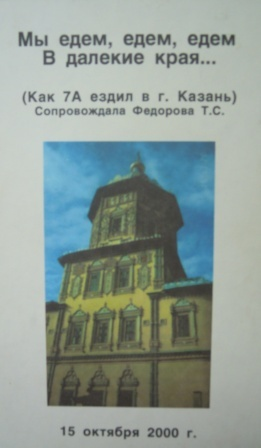 Мы едем, едем, едем
В далекие края...
(Как 7А ездил в г. Казань)
Сопровождала Федорова Т.С.
15 октября 2000 г.